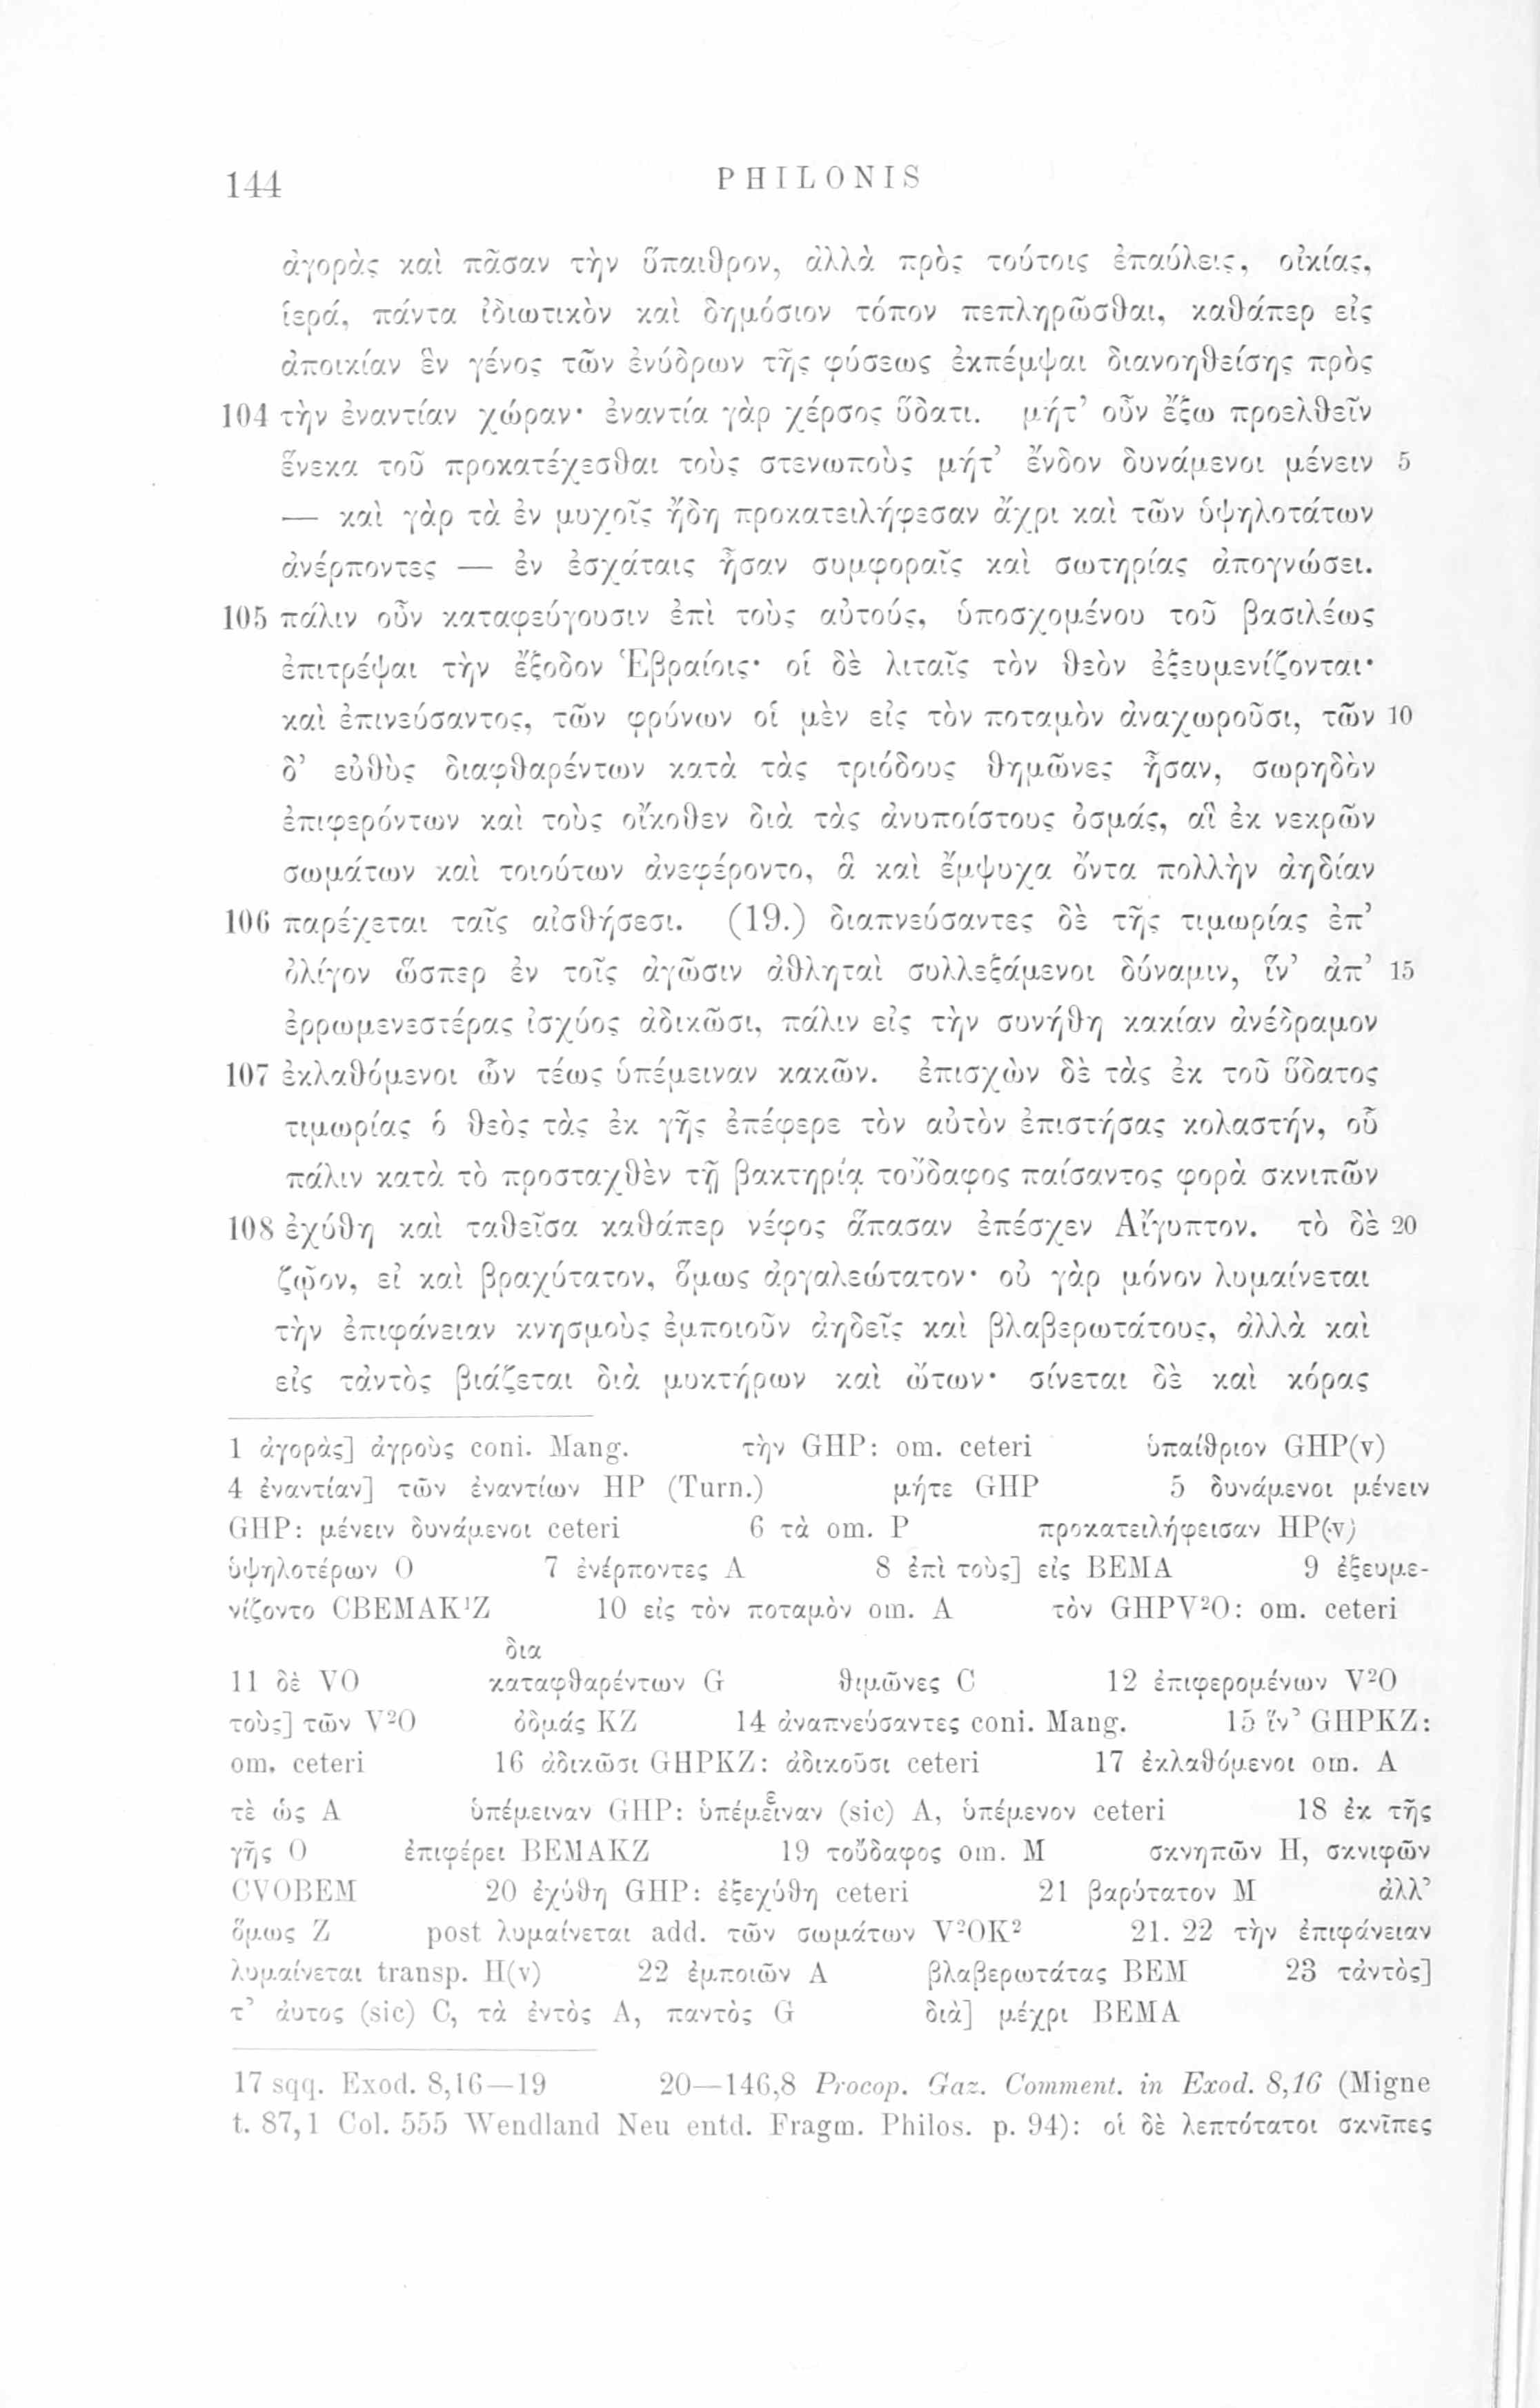 144 PHILONIS
ἀγορὰς καὶ πᾶσαν τὴν ὕπαιθρον, ἀλλὰ πρὸς τούτοις ἐπαύλεις, οἰκίας,
ἱερά, πάντα ἰδιωτικὸν καὶ δημόσιον τόπον πεπληρῶσθαι, καθάπερ εἰς
ἀποικίαν ἓν γένος τῶν ἐνύδρων τῆς φύσεως ἐκπέμψαι διανοηθείσης πρὸς
104 τὴν ἐναντίαν χώραν· ἐναντία γὰρ χέρσος ὕδατι. μήτ’ οὖν ἔξω προελθεῖν
ἕνεκα τοῦ προκατέχεσθαι τοὺς στενωποὺς μήτ’ ἔνδον δυνάμενοι μένειν 5
— καὶ γὰρ τὰ ἐν μυχοῖς ἤδη προκατειλήφεσαν ἄχρι καὶ τῶν ὑψηλοτάτων
ἀνέρποντες — ἐν ἐσχάταις ἦσαν συμφοραῖς καὶ σωτηρίας ἀπογνώσει.
105 πάλιν οὖν καταφεύγουσιν ἐπὶ τοὺς αὐτούς, ὑποσχομένου τοῦ βασιλέως
ἐπιτρέψαι τὴν ἔξοδον Ἑβραίοις· οἱ δὲ λιταῖς τὸν θεὸν ἐξευμενίζονται·
καὶ ἐπινεύσαντος, τῶν φρύνων οἱ μὲν εἰς τὸν ποταμὸν ἀναχωροῦσι, τῶν 10
δ’ εὐθὺς διαφθαρέντων κατὰ τὰς τριόδους θημῶνες ἦσαν, σωρηδὸν
ἐπιφερόντων καὶ τοὺς οἴκοθεν διὰ τὰς ἀνυποίστους ὀσμάς, αἳ ἐκ νεκρῶν
σωμάτων καὶ τοιούτων ἀνεφέροντο, ἃ καὶ ἔμψυχα ὄντα πολλὴν ἀηδίαν
106 παρέχεται ταῖς αἰσθήσεσι. (19.) διαπνεύσαντες δὲ τῆς τιμωρίας ἐπ’
ὀλίγον ὥσπερ ἐν τοῖς ἀγῶσιν ἀθληταὶ συλλεξάμενοι δύναμιν, ἵν’ ἀπ’ 15
ἐρρωμενεστέρας ἰσχύος ἀδικῶσι, πάλιν εἰς τὴν συνήθη κακίαν ἀνέδραμον
107 ἐκλαθόμενοι ὧν τέως ὑπέμειναν κακῶν. ἐπισχὼν δὲ τὰς ἐκ τοῦ ὕδατος
τιμωρίας ὁ θεὸς τὰς ἐκ γῆς ἐπέφερε τὸν αὐτὸν ἐπιστήσας κολαστήν, οὗ
πάλιν κατὰ τὸ προσταχθὲν τῇ βακτηρίᾳ τοὔδαφος παίσαντος φορὰ σκνιπῶν
108 ἐχύθη καὶ ταθεῖσα καθάπερ νέφος ἅπασαν ἐπέσχεν Αἴγυπτον. τὸ δὲ 20
ζῷον, εἰ καὶ βραχύτατον, ὅμως ἀργαλεώτατον· οὐ γὰρ μόνον λυμαίνεται
τὴν ἐπιφάνειαν κνησμοὺς ἐμποιοῦν ἀηδεῖς καὶ βλαβερωτάτους, ἀλλὰ καὶ
εἰς τἀντὸς βιάζεται διὰ μυκτήρων καὶ ὤτων· σίνεται δὲ καὶ κόρας
1 ἀγορὰς] ἀγροὺς coni. Mang. τὴν GHP: om. ceteri ὑπαίθριον GHP(v)
4 ἐναντίαν] τῶν ἐναντίων HP (Turn.) μήτε GHP 5 δυνάμενοι μένειν
GHP: μένειν δυνάμενοι ceteri 6 τὰ om. P προκατειλήφεισαν HP(v)
ὑψηλοτέρων O 7 ἐνέρποντες A 8 ἐπὶ τοὺς] εἰς BEMA 9 ἐξευμε-
νίζοντο CBEMAK¹Z 10 εἰς τὸν ποταμὸν om. A τὸν GHPV²O: om. ceteri
δια
11 δὲ VO καταφθαρέντων G θιμῶνες C 12 ἐπιφερομένων V²O
τοὺς] τῶν V²O ὀδμάς KZ 14 ἀναπνεύσαντες coni. Mang. 15 ἵν’ GHPKZ:
om. ceteri 16 ἀδικῶσι GHPKZ: ἀδικοῦσι ceteri 17 ἐκλαθόμενοι om. A
τὲ ὡς A ὑπέμειναν GHP: ὑπέμεῖναν (sic) A, ὑπέμενον ceteri 18 ἐκ τῆς
γῆς O ἐπιφέρει BEMAKZ 19 τοὔδαφος om. M σκνηπῶν H, σκνιφῶν
CVOBEM 20 ἐχύθη GHP: ἐξεχύθη ceteri 21 βαρύτατον M ἀλλ’
ὅμως Z post λυμαίνεται add. τῶν σωμάτων V²OK² 21. 22 τὴν ἐπιφάνειαν
λυμαίνεται transp. H(v) 22 ἐμποιῶν A βλαβερωτάτας BEM 23 τἀντὸς]
τ’ ἀυτος (sic) C, τὰ ἐντὸς A, παντὸς G διὰ] μέχρι BEMA
17 sqq. Exod. 8,16—19 20—146,8 Procop. Gaz. Comment. in Exod. 8,16 (Migne
t. 87,1 Col. 555 Wendland Neu entd. Fragm. Philos. p. 94): οἱ δὲ λεπτότατοι σκνῖπες